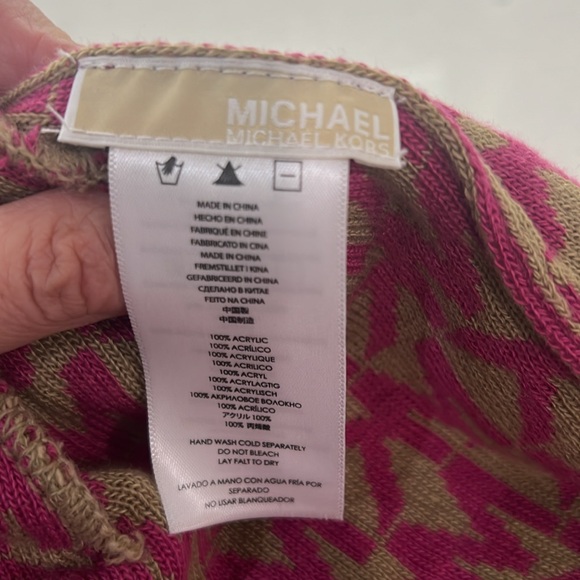 MICHAEL
MICHAEL KORS
MADE IN CHINA
HECHO EN CHINA
FABRIQUÉ EN CHINE
FABBRICATO IN CINA
MADE IN CHINA
FREMSTILLET I KINA
GEFABRICEERD IN CHINA
СДЕЛАНО В КИТАЕ
FEITO NA CHINA
中国製
中国制造
100% ACRYLIC
100% ACRÍLICO
100% ACRYLIQUE
100% ACRILICO
100% ACRYL
100% ACRYLAGTIG
100% ACRYLISCH
100% АКРИЛОВОЕ ВОЛОКНО
100% ACRÍLICO
アクリル 100%
100% 丙烯酸
HAND WASH COLD SEPARATELY
DO NOT BLEACH
LAY FALT TO DRY
LAVADO A MANO CON AGUA FRÍA POR
SEPARADO
NO USAR BLANQUEADOR